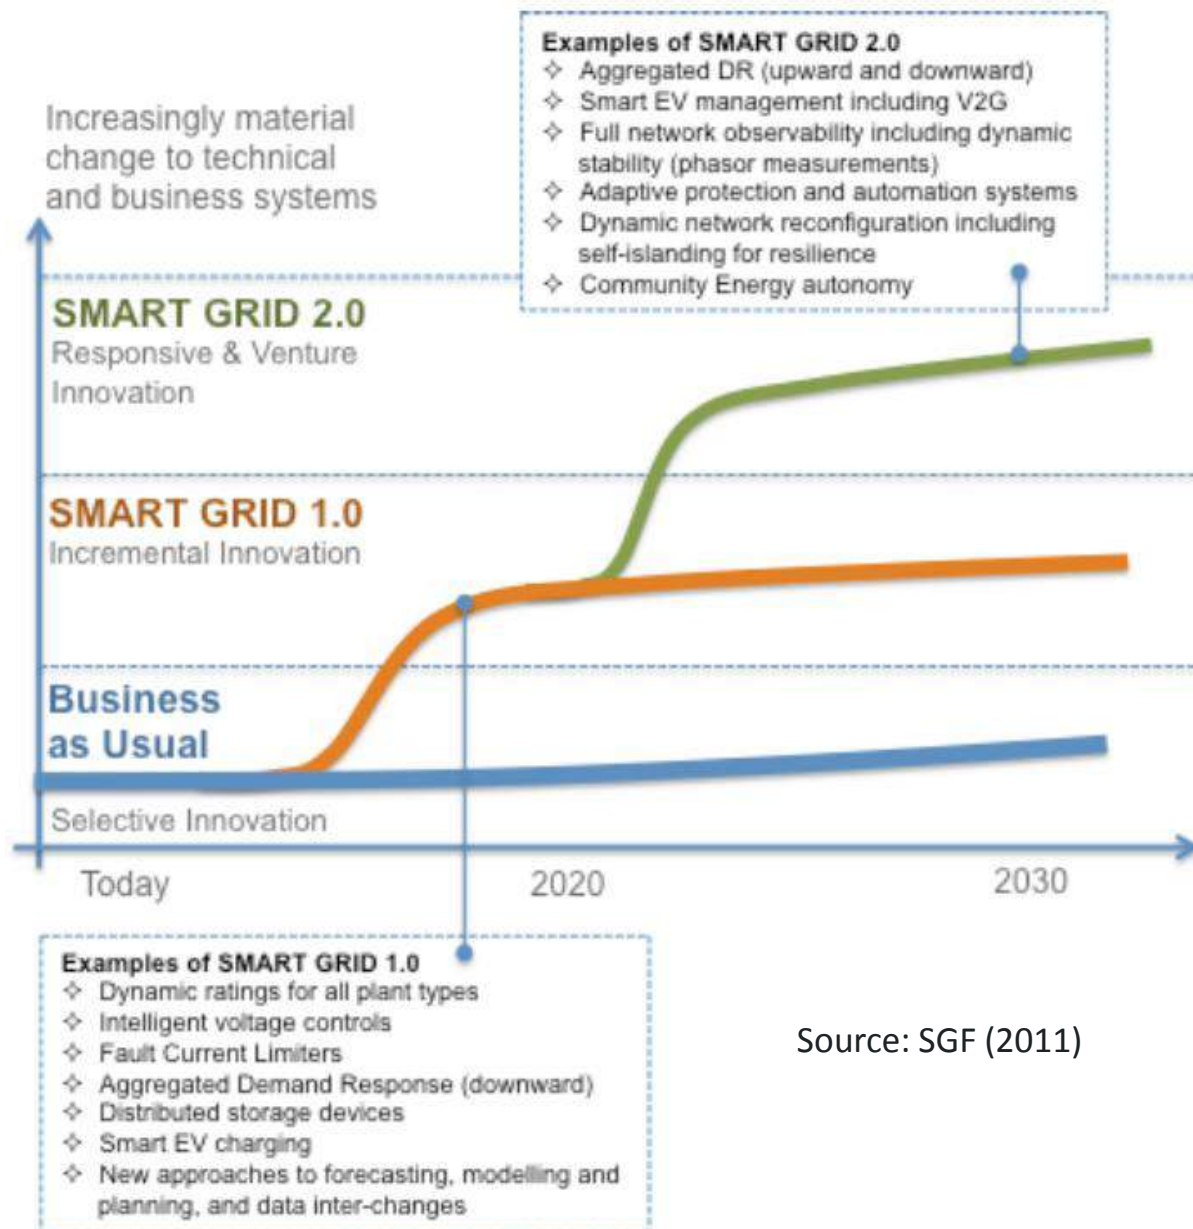 Examples of SMART GRID 2.0
✧ Aggregated DR (upward and downward)
✧ Smart EV management including V2G
✧ Full network observability including dynamic
stability (phasor measurements)
✧ Adaptive protection and automation systems
✧ Dynamic network reconfiguration including
self-islanding for resilience
✧ Community Energy autonomy
Increasingly material
change to technical
and business systems
SMART GRID 2.0
Responsive & Venture
Innovation
SMART GRID 1.0
Incremental Innovation
Business
as Usual
Selective Innovation
Today
2020
2030
Examples of SMART GRID 1.0
✧ Dynamic ratings for all plant types
✧ Intelligent voltage controls
✧ Fault Current Limiters
✧ Aggregated Demand Response (downward)
✧ Distributed storage devices
✧ Smart EV charging
✧ New approaches to forecasting, modelling and
planning, and data inter-changes
Source: SGF (2011)